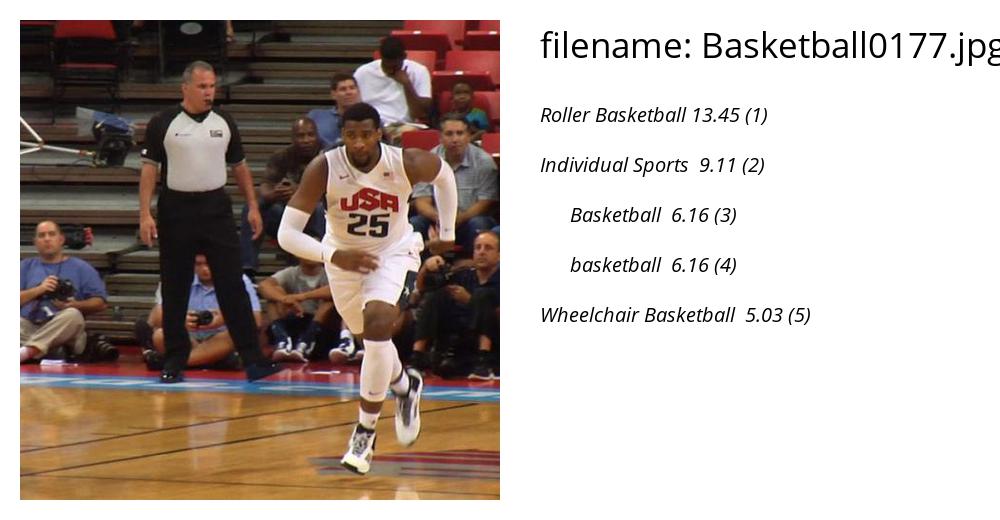 filename: Basketball0177.jpg
Roller Basketball 13.45 (1)
Individual Sports 9.11 (2)
Basketball 6.16 (3)
basketball 6.16 (4)
Wheelchair Basketball 5.03 (5)
USA
25